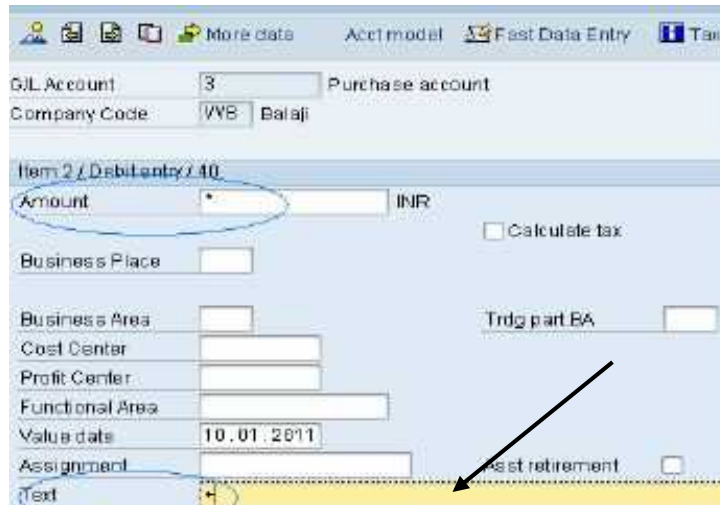 More data Acct model Fast Data Entry Tax
G/L Account 3 Purchase account
Company Code VVB Balaji
Item 2 / Debit entry / 40
Amount * INR
Calculate tax
Business Place
Business Area Trdg part.BA
Cost Center
Profit Center
Functional Area
Value date 10.01.2011
Assignment Asst retirement
Text +